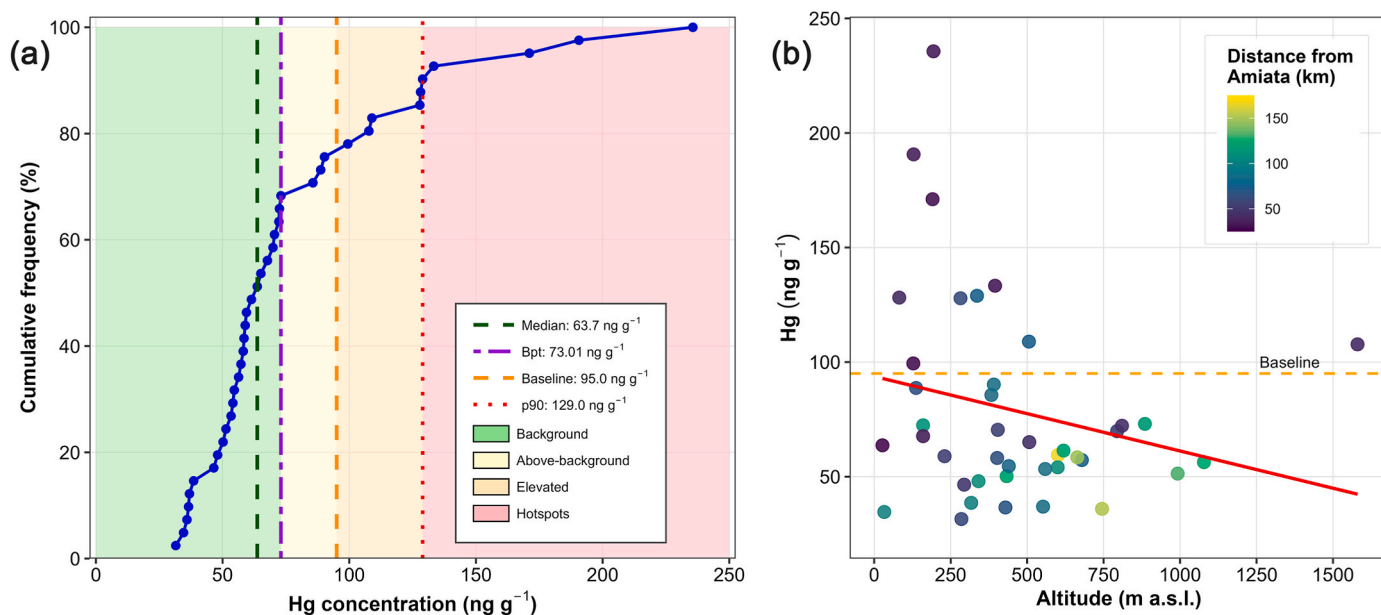 (a)
Cumulative frequency (%)
100
80
60
40
20
0
0 50 100 150 200 250
Hg concentration (ng g⁻¹)
Median: 63.7 ng g⁻¹
Bpt: 73.01 ng g⁻¹
Baseline: 95.0 ng g⁻¹
p90: 129.0 ng g⁻¹
Background
Above-background
Elevated
Hotspots
(b)
Hg (ng g⁻¹)
250
200
150
100
50
0 250 500 750 1000 1250 1500
Altitude (m a.s.l.)
Distance from
Amiata (km)
150
100
50
Baseline